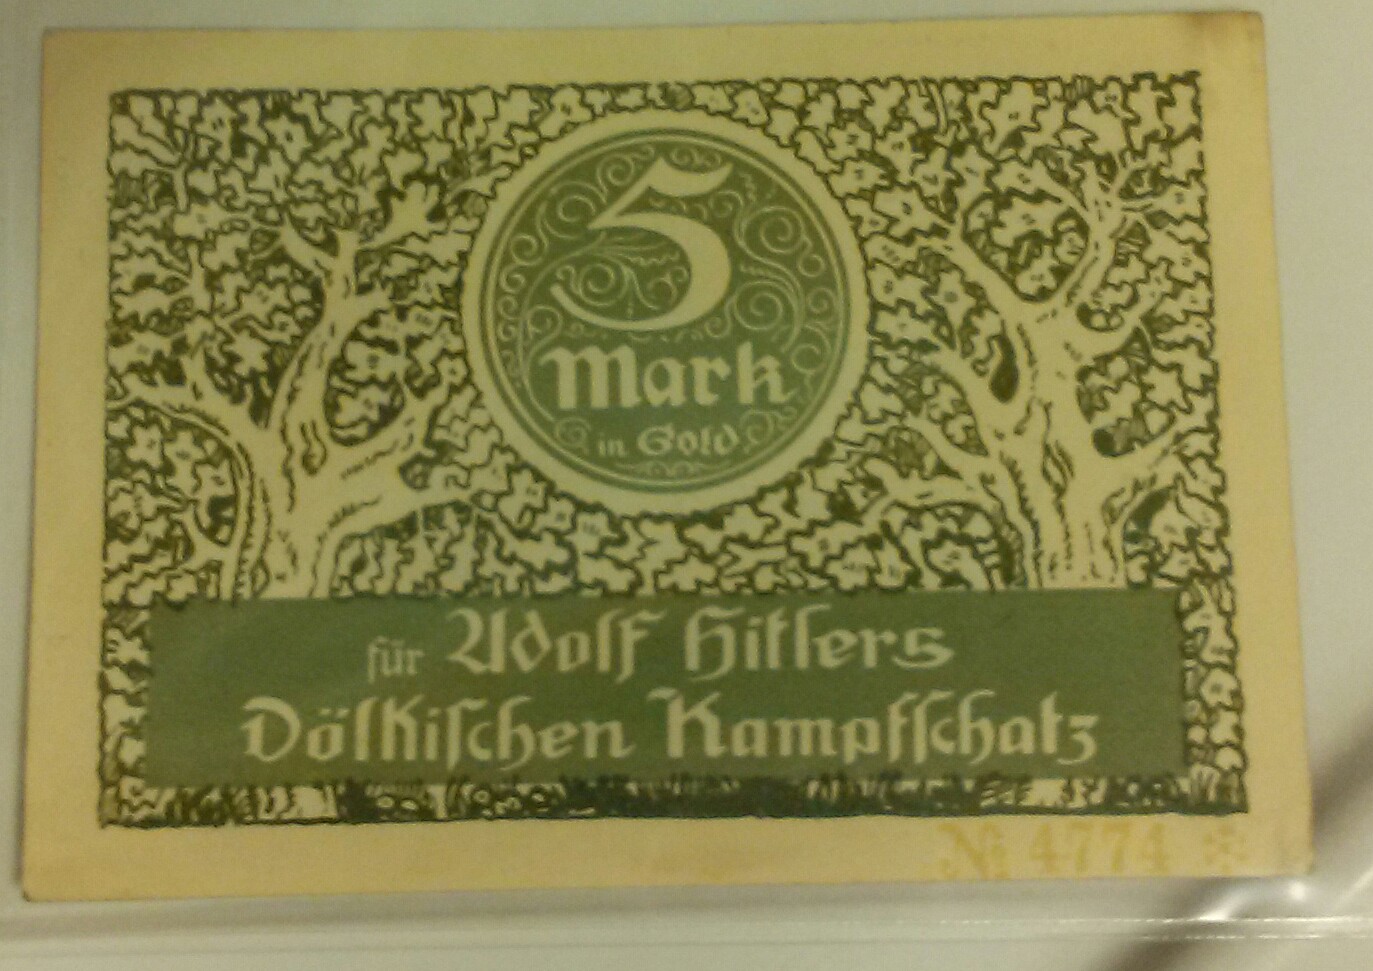 5
Mark
in Gold
für Adolf Hitlers
Völkischen Kampfschatz
№ 4774 *